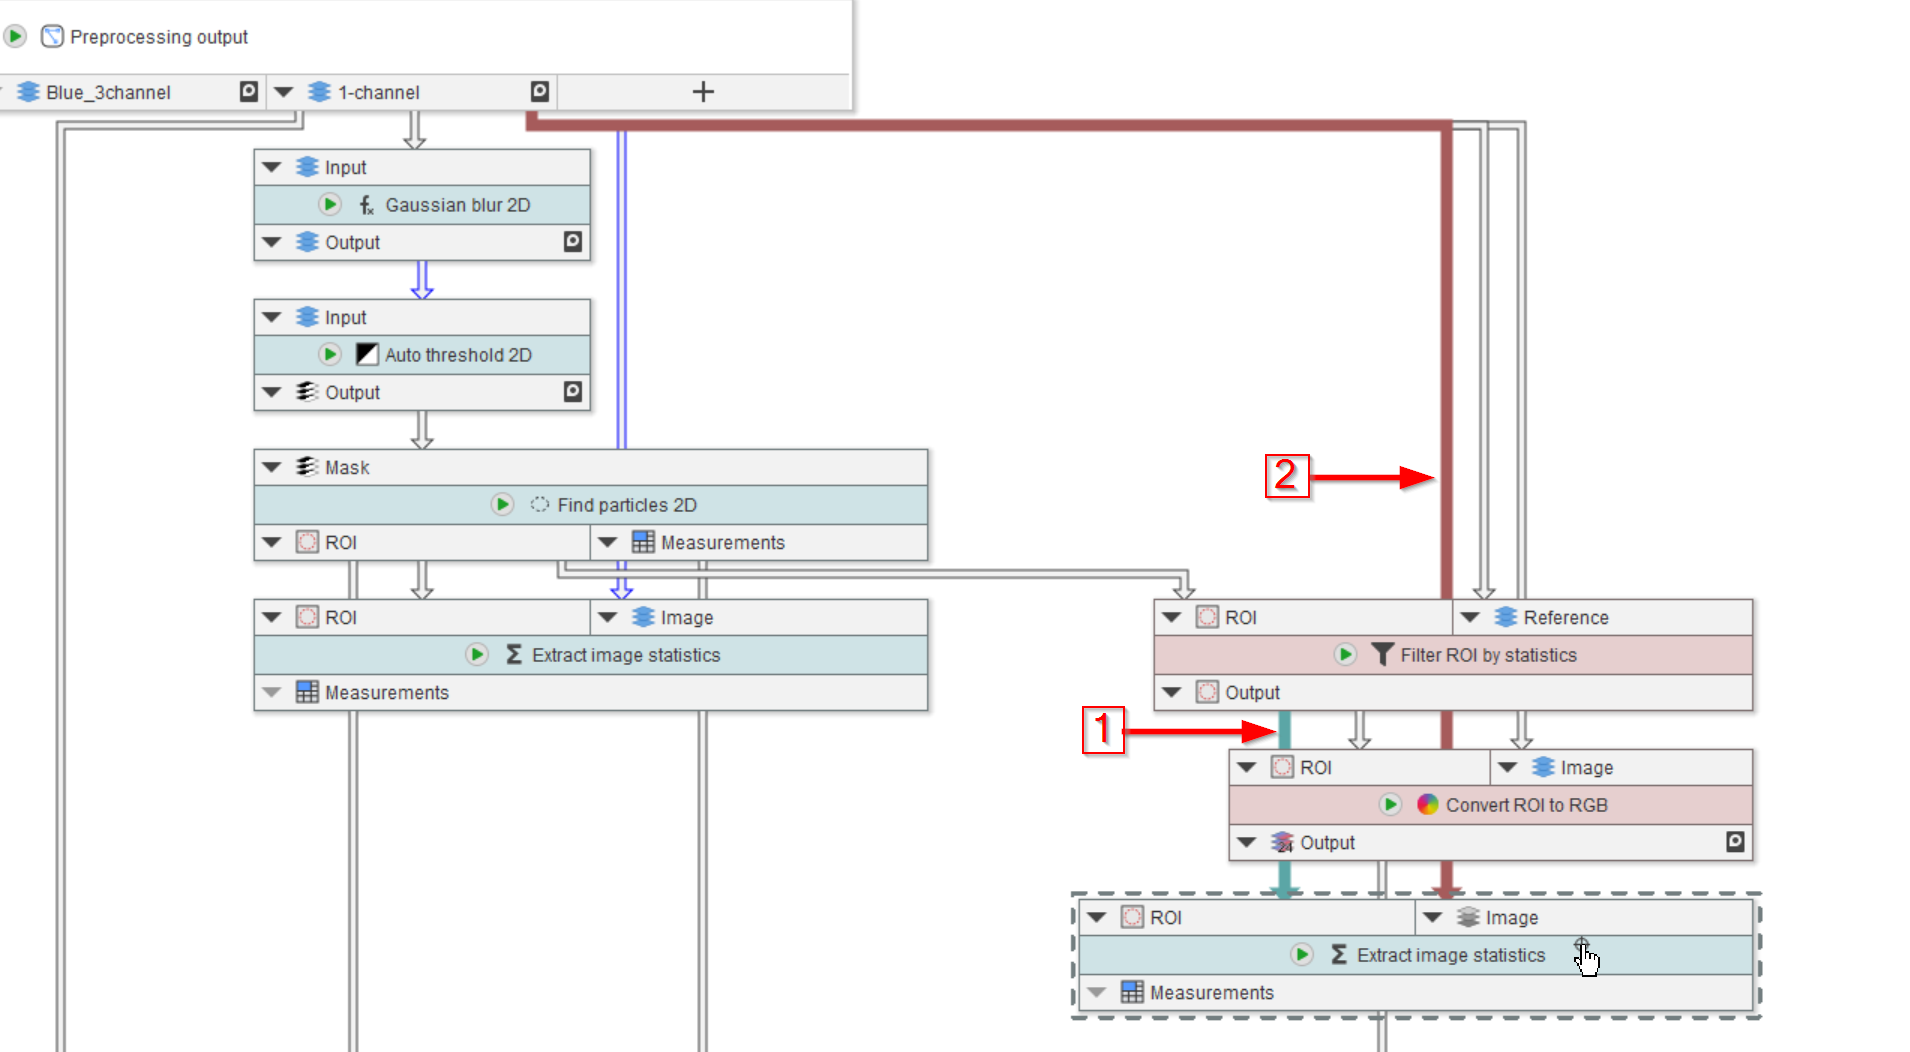 Preprocessing output
Blue_3channel
1-channel
+
Input
fx Gaussian blur 2D
Output
Input
Auto threshold 2D
Output
Mask
Find particles 2D
ROI
Measurements
ROI
Image
Σ Extract image statistics
Measurements
2
ROI
Reference
Filter ROI by statistics
Output
1
ROI
Image
Convert ROI to RGB
24 Output
ROI
Image
Σ Extract image statistics
Measurements